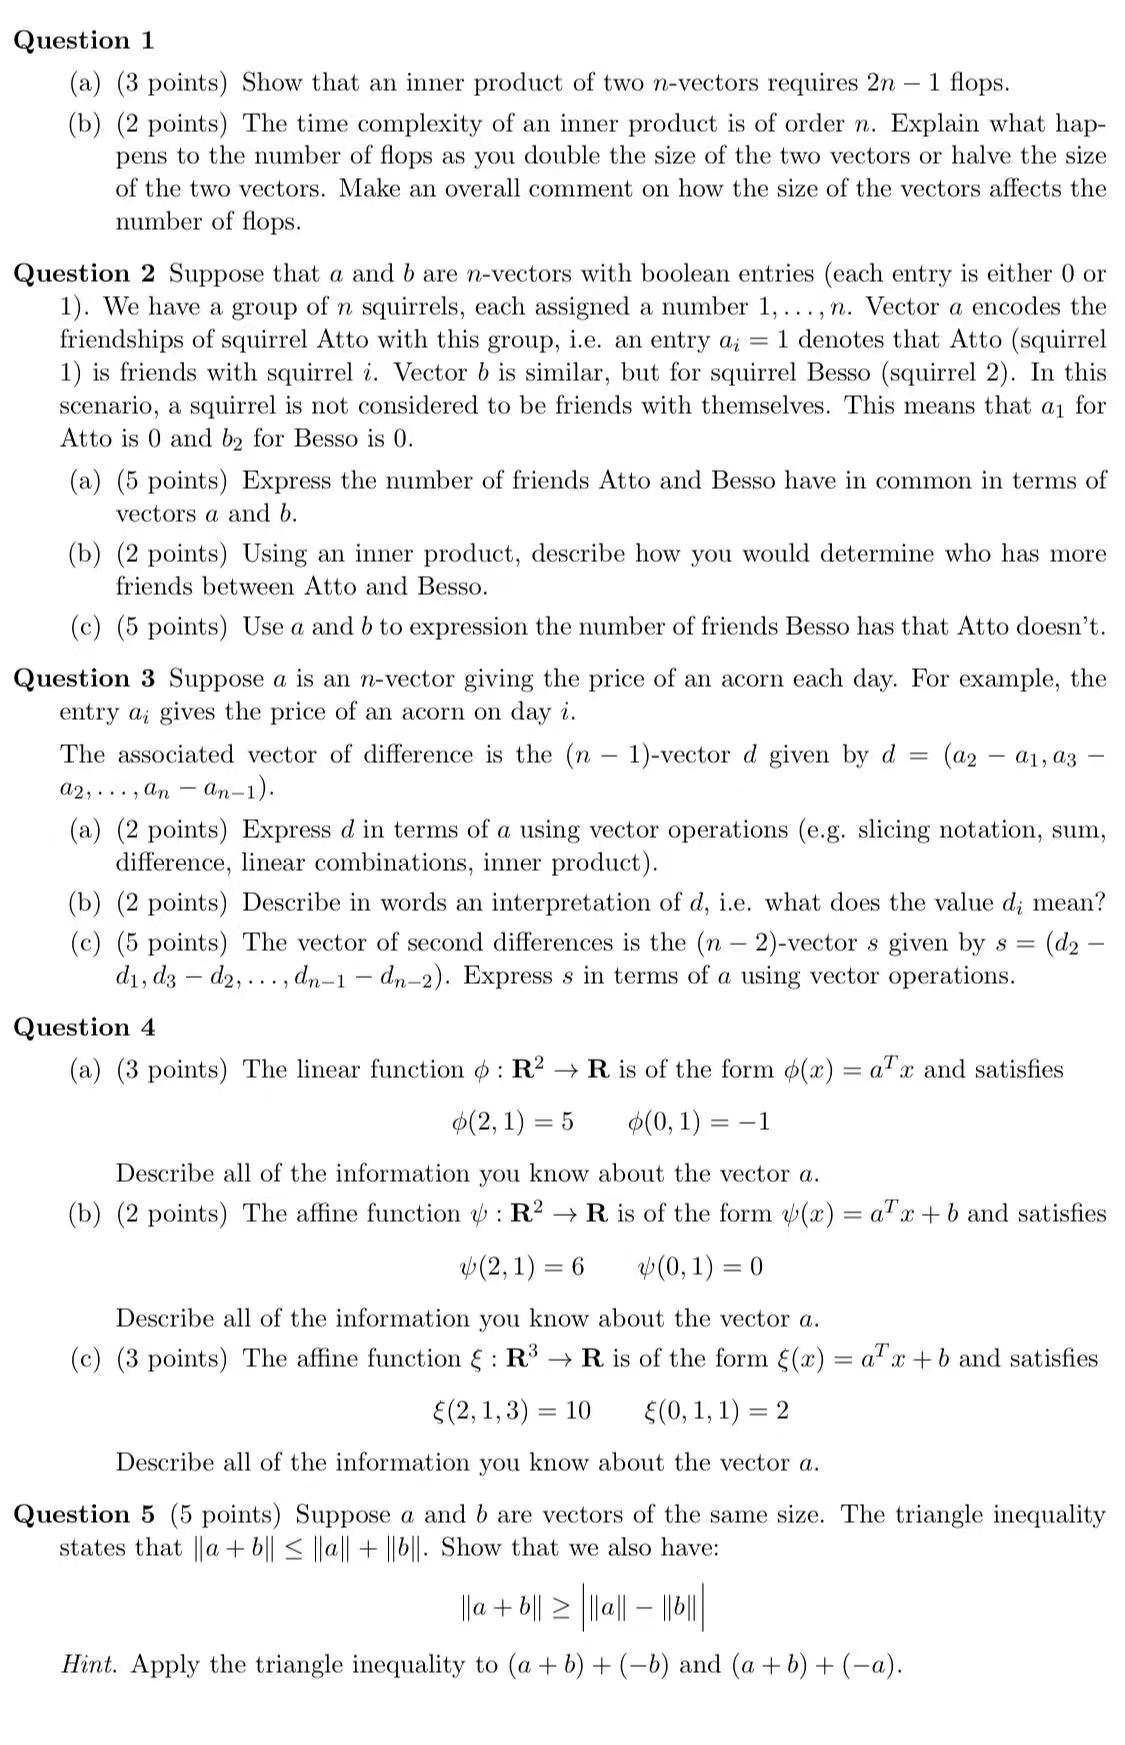 Question 1
(a) (3 points) Show that an inner product of two n-vectors requires 2n − 1 flops.
(b) (2 points) The time complexity of an inner product is of order n. Explain what hap-
pens to the number of flops as you double the size of the two vectors or halve the size
of the two vectors. Make an overall comment on how the size of the vectors affects the
number of flops.
Question 2 Suppose that a and b are n-vectors with boolean entries (each entry is either 0 or
1). We have a group of n squirrels, each assigned a number 1, . . . , n. Vector a encodes the
friendships of squirrel Atto with this group, i.e. an entry aᵢ = 1 denotes that Atto (squirrel
1) is friends with squirrel i. Vector b is similar, but for squirrel Besso (squirrel 2). In this
scenario, a squirrel is not considered to be friends with themselves. This means that a₁ for
Atto is 0 and b₂ for Besso is 0.
(a) (5 points) Express the number of friends Atto and Besso have in common in terms of
vectors a and b.
(b) (2 points) Using an inner product, describe how you would determine who has more
friends between Atto and Besso.
(c) (5 points) Use a and b to expression the number of friends Besso has that Atto doesn't.
Question 3 Suppose a is an n-vector giving the price of an acorn each day. For example, the
entry aᵢ gives the price of an acorn on day i.
The associated vector of difference is the (n − 1)-vector d given by d = (a₂ − a₁, a₃ −
a₂, . . . , aₙ − aₙ₋₁).
(a) (2 points) Express d in terms of a using vector operations (e.g. slicing notation, sum,
difference, linear combinations, inner product).
(b) (2 points) Describe in words an interpretation of d, i.e. what does the value dᵢ mean?
(c) (5 points) The vector of second differences is the (n − 2)-vector s given by s = (d₂ −
d₁, d₃ − d₂, . . . , dₙ₋₁ − dₙ₋₂). Express s in terms of a using vector operations.
Question 4
(a) (3 points) The linear function ϕ : R² → R is of the form ϕ(x) = aᵀx and satisfies
ϕ(2, 1) = 5 ϕ(0, 1) = −1
Describe all of the information you know about the vector a.
(b) (2 points) The affine function ψ : R² → R is of the form ψ(x) = aᵀx + b and satisfies
ψ(2, 1) = 6 ψ(0, 1) = 0
Describe all of the information you know about the vector a.
(c) (3 points) The affine function ξ : R³ → R is of the form ξ(x) = aᵀx + b and satisfies
ξ(2, 1, 3) = 10 ξ(0, 1, 1) = 2
Describe all of the information you know about the vector a.
Question 5 (5 points) Suppose a and b are vectors of the same size. The triangle inequality
states that ‖a + b‖ ≤ ‖a‖ + ‖b‖. Show that we also have:
‖a + b‖ ≥ |‖a‖ − ‖b‖|
Hint. Apply the triangle inequality to (a + b) + (−b) and (a + b) + (−a).